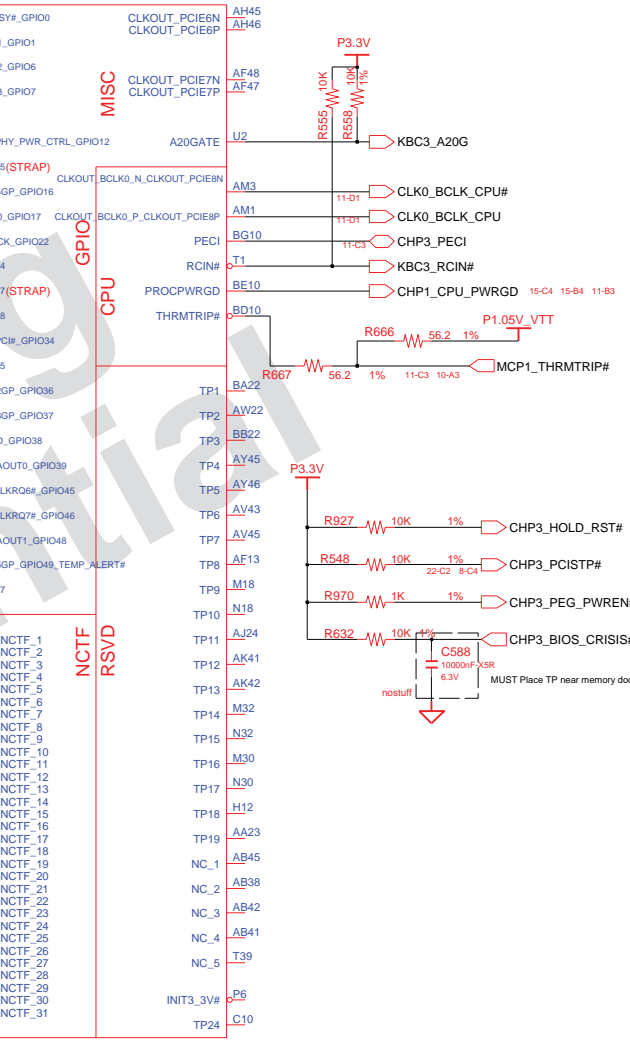 SY#_GPIO0
CLKOUT_PCIE6N AH45
CLKOUT_PCIE6P AH46
_GPIO1
2_GPIO6
3_GPIO7
MISC
CLKOUT_PCIE7N AF48
CLKOUT_PCIE7P AF47
P3.3V
10K
R555
10K
1%
R558
PHY_PWR_CTRL_GPIO12
A20GATE U2 KBC3_A20G
5(STRAP)
CLKOUT_BCLK0_N_CLKOUT_PCIE8N AM3 11-D1 CLK0_BCLK_CPU#
GP_GPIO16
0_GPIO17
CLKOUT_BCLK0_P_CLKOUT_PCIE8P AM1 11-D1 CLK0_BCLK_CPU
GPIO
CPU
CK_GPIO22
PECI BG10 11-C3 CHP3_PECI
4
RCIN# T1 KBC3_RCIN#
7(STRAP)
PROCPWRGD BE10 CHP1_CPU_PWRGD 15-C4 15-B4 11-B3
8
THRMTRIP# BD10
PCI#_GPIO34
P1.05V_VTT
R666 56.2 1%
5
R667 56.2 1% 11-C3 10-A3 MCP1_THRMTRIP#
GP_GPIO36
GP_GPIO37
D_GPIO38
AOUT0_GPIO39
LKRQ6#_GPIO45
LKRQ7#_GPIO46
AOUT1_GPIO48
GP_GPIO49_TEMP_ALERT#
7
TP1 BA22
TP2 AW22
TP3 BB22
TP4 AY45
TP5 AY46
TP6 AV43
TP7 AV45
TP8 AF13
TP9 M18
TP10 N18
TP11 AJ24
TP12 AK41
TP13 AK42
TP14 M32
TP15 N32
TP16 M30
TP17 N30
TP18 H12
TP19 AA23
NC_1 AB45
NC_2 AB38
NC_3 AB42
NC_4 AB41
NC_5 T39
INIT3_3V# P6
TP24 C10
P3.3V
R927 10K 1% CHP3_HOLD_RST#
R548 10K 1% 22-C2 8-C4 CHP3_PCISTP#
R970 1K 1% CHP3_PEG_PWREN#
R632 10K 1% CHP3_BIOS_CRISIS#
C588
10000nF-X5R
6.3V
nostuff
MUST Place TP near memory doo
NCTF
RSVD
NCTF_1
NCTF_2
NCTF_3
NCTF_4
NCTF_5
NCTF_6
NCTF_7
NCTF_8
NCTF_9
NCTF_10
NCTF_11
NCTF_12
NCTF_13
NCTF_14
NCTF_15
NCTF_16
NCTF_17
NCTF_18
NCTF_19
NCTF_20
NCTF_21
NCTF_22
NCTF_23
NCTF_24
NCTF_25
NCTF_26
NCTF_27
NCTF_28
NCTF_29
NCTF_30
NCTF_31
g
ntial